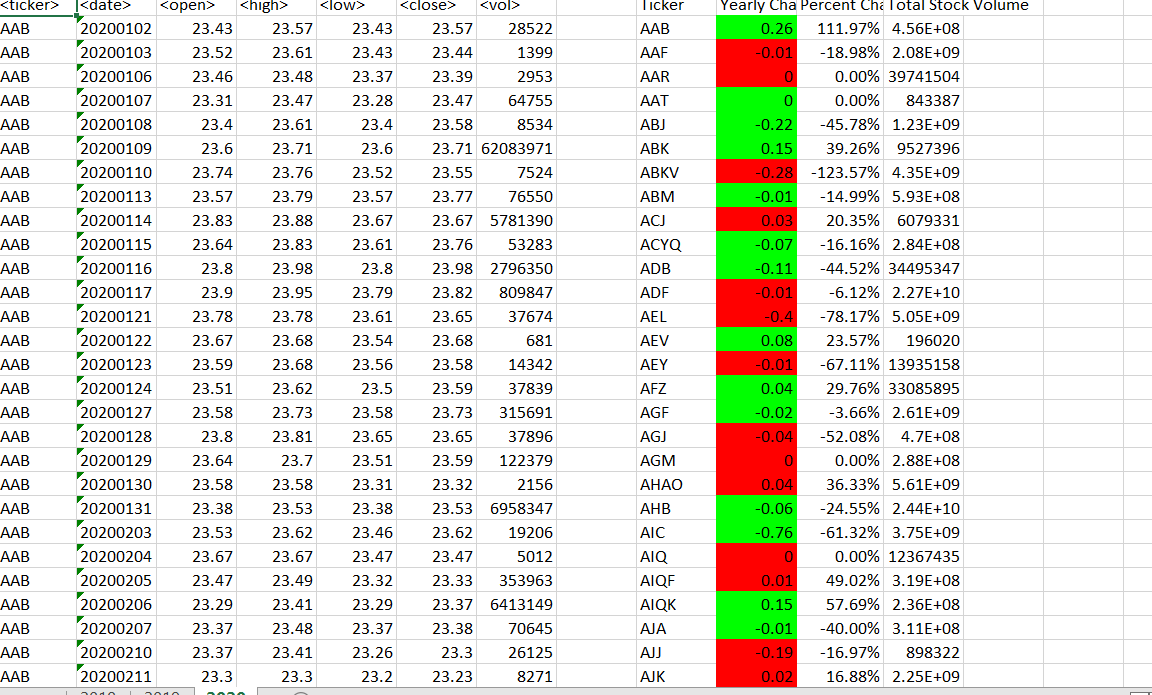 <ticker> <date> <open> <high> <low> <close> <vol> Ticker Yearly Cha Percent Cha Total Stock Volume
AAB 20200102 23.43 23.57 23.43 23.57 28522 AAB 0.26 111.97% 4.56E+08
AAB 20200103 23.52 23.61 23.43 23.44 1399 AAF -0.01 -18.98% 2.08E+09
AAB 20200106 23.46 23.48 23.37 23.39 2953 AAR 0 0.00% 39741504
AAB 20200107 23.31 23.47 23.28 23.47 64755 AAT 0 0.00% 843387
AAB 20200108 23.4 23.61 23.4 23.58 8534 ABJ -0.22 -45.78% 1.23E+09
AAB 20200109 23.6 23.71 23.6 23.71 62083971 ABK 0.15 39.26% 9527396
AAB 20200110 23.74 23.76 23.52 23.55 7524 ABKV -0.28 -123.57% 4.35E+09
AAB 20200113 23.57 23.79 23.57 23.77 76550 ABM -0.01 -14.99% 5.93E+08
AAB 20200114 23.83 23.88 23.67 23.67 5781390 ACJ 0.03 20.35% 6079331
AAB 20200115 23.64 23.83 23.61 23.76 53283 ACYQ -0.07 -16.16% 2.84E+08
AAB 20200116 23.8 23.98 23.8 23.98 2796350 ADB -0.11 -44.52% 34495347
AAB 20200117 23.9 23.95 23.79 23.82 809847 ADF -0.01 -6.12% 2.27E+10
AAB 20200121 23.78 23.78 23.61 23.65 37674 AEL -0.4 -78.17% 5.05E+09
AAB 20200122 23.67 23.68 23.54 23.68 681 AEV 0.08 23.57% 196020
AAB 20200123 23.59 23.68 23.56 23.58 14342 AEY -0.01 -67.11% 13935158
AAB 20200124 23.51 23.62 23.5 23.59 37839 AFZ 0.04 29.76% 33085895
AAB 20200127 23.58 23.73 23.58 23.73 315691 AGF -0.02 -3.66% 2.61E+09
AAB 20200128 23.8 23.81 23.65 23.65 37896 AGJ -0.04 -52.08% 4.7E+08
AAB 20200129 23.64 23.7 23.51 23.59 122379 AGM 0 0.00% 2.88E+08
AAB 20200130 23.58 23.58 23.31 23.32 2156 AHAO 0.04 36.33% 5.61E+09
AAB 20200131 23.38 23.53 23.38 23.53 6958347 AHB -0.06 -24.55% 2.44E+10
AAB 20200203 23.53 23.62 23.46 23.62 19206 AIC -0.76 -61.32% 3.75E+09
AAB 20200204 23.67 23.67 23.47 23.47 5012 AIQ 0 0.00% 12367435
AAB 20200205 23.47 23.49 23.32 23.33 353963 AIQF 0.01 49.02% 3.19E+08
AAB 20200206 23.29 23.41 23.29 23.37 6413149 AIQK 0.15 57.69% 2.36E+08
AAB 20200207 23.37 23.48 23.37 23.38 70645 AJA -0.01 -40.00% 3.11E+08
AAB 20200210 23.37 23.41 23.26 23.3 26125 AJJ -0.19 -16.97% 898322
AAB 20200211 23.3 23.3 23.2 23.23 8271 AJK 0.02 16.88% 2.25E+09